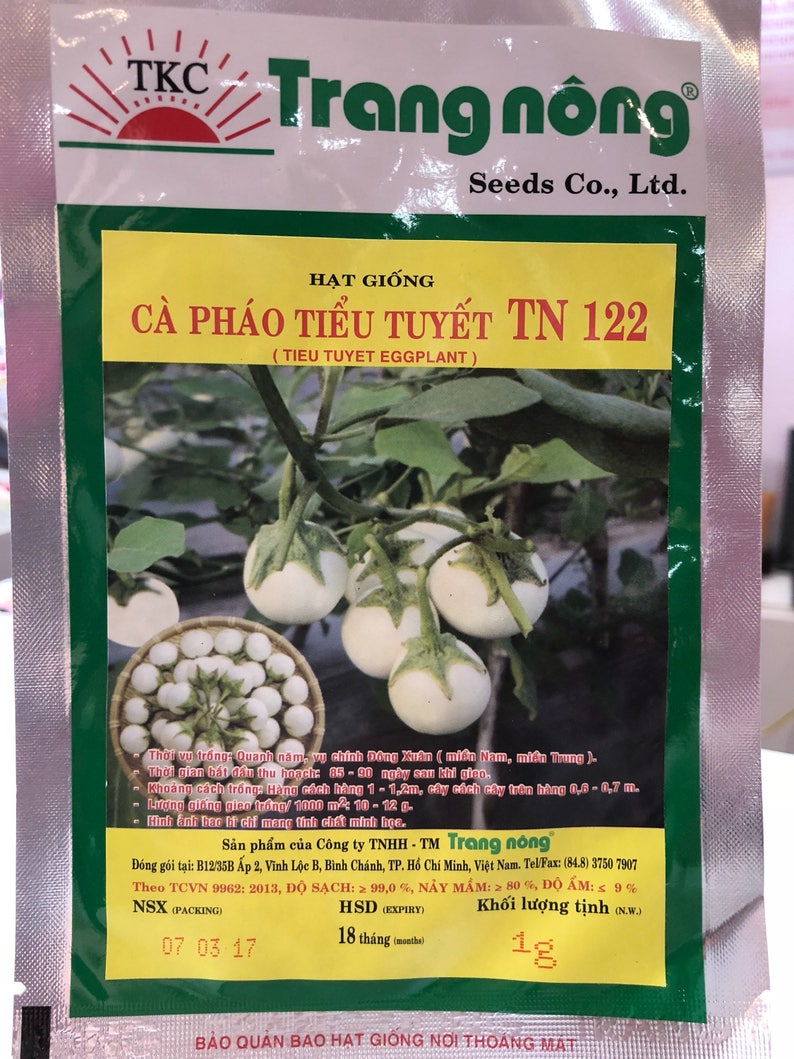 TKC
Trang nông®
Seeds Co., Ltd.
HẠT GIỐNG
CÀ PHÁO TIỂU TUYẾT TN 122
( TIEU TUYET EGGPLANT )
- Thời vụ trồng: Quanh năm, vụ chính Đông Xuân ( miền Nam, miền Trung ).
- Thời gian bắt đầu thu hoạch: 85 - 90 ngày sau khi gieo.
- Khoảng cách trồng: Hàng cách hàng 1 - 1,2m, cây cách cây trên hàng 0,6 - 0,7 m.
- Lượng giống gieo trồng/ 1000 m²: 10 - 12 g.
- Hình ảnh bao bì chỉ mang tính chất minh họa.
Sản phẩm của Công ty TNHH - TM Trang nông®
Đóng gói tại: B12/35B Ấp 2, Vĩnh Lộc B, Bình Chánh, TP. Hồ Chí Minh, Việt Nam. Tel/Fax: (84.8) 3750 7907
Theo TCVN 9962: 2013, ĐỘ SẠCH: ≥ 99,0 %, NẢY MẦM: ≥ 80 %, ĐỘ ẨM: ≤ 9 %
NSX (PACKING) HSD (EXPIRY) Khối lượng tịnh (N.W.)
07 03 17 18 tháng (months) 1g
BẢO QUẢN BAO HẠT GIỐNG NƠI THOÁNG MÁT